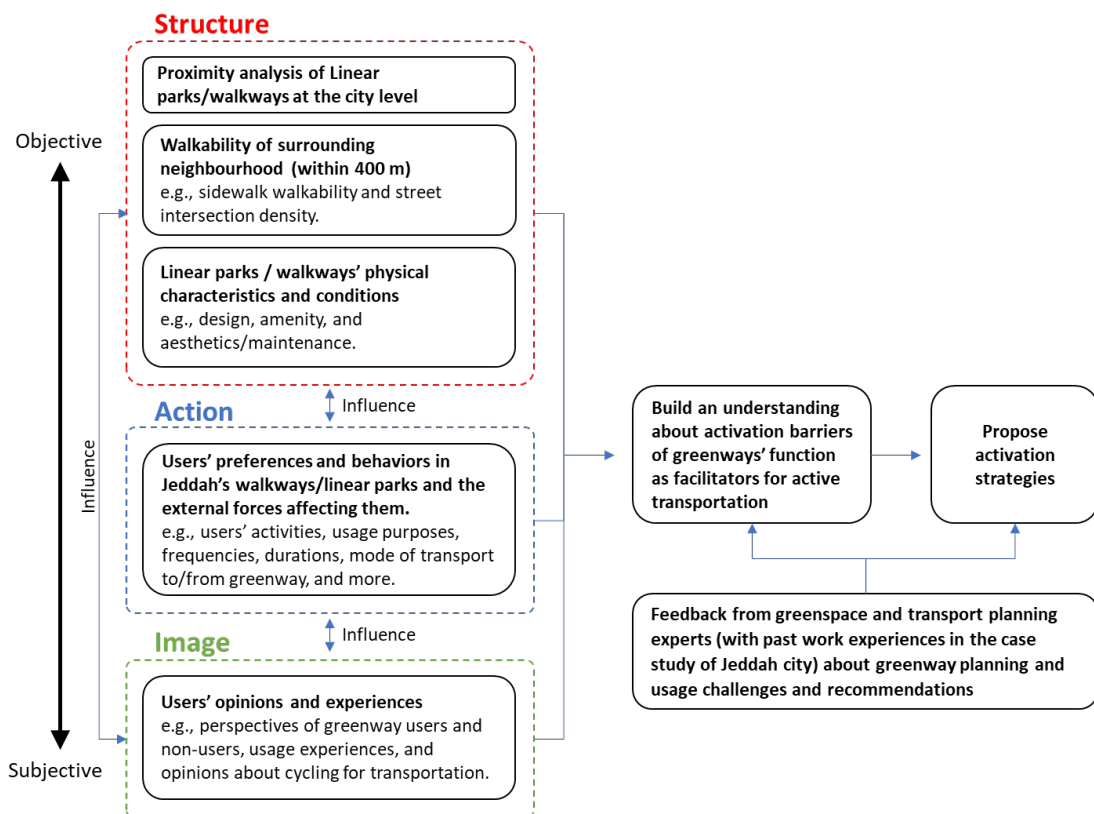 Structure
Proximity analysis of Linear
parks/walkways at the city level
Objective
Walkability of surrounding
neighbourhood (within 400 m)
e.g., sidewalk walkability and street
intersection density.
Linear parks / walkways’ physical
characteristics and conditions
e.g., design, amenity, and
aesthetics/maintenance.
Influence
Influence
Action
Users’ preferences and behaviors in
Jeddah’s walkways/linear parks and the
external forces affecting them.
e.g., users’ activities, usage purposes,
frequencies, durations, mode of transport
to/from greenway, and more.
Influence
Image
Users’ opinions and experiences
e.g., perspectives of greenway users and
non-users, usage experiences, and
opinions about cycling for transportation.
Subjective
Build an understanding
about activation barriers
of greenways’ function
as facilitators for active
transportation
Propose
activation
strategies
Feedback from greenspace and transport planning
experts (with past work experiences in the case
study of Jeddah city) about greenway planning and
usage challenges and recommendations